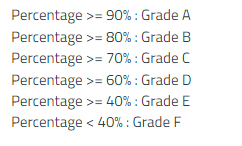 Percentage >= 90% : Grade A
Percentage >= 80% : Grade B
Percentage >= 70% : Grade C
Percentage >= 60% : Grade D
Percentage >= 40% : Grade E
Percentage < 40% : Grade F